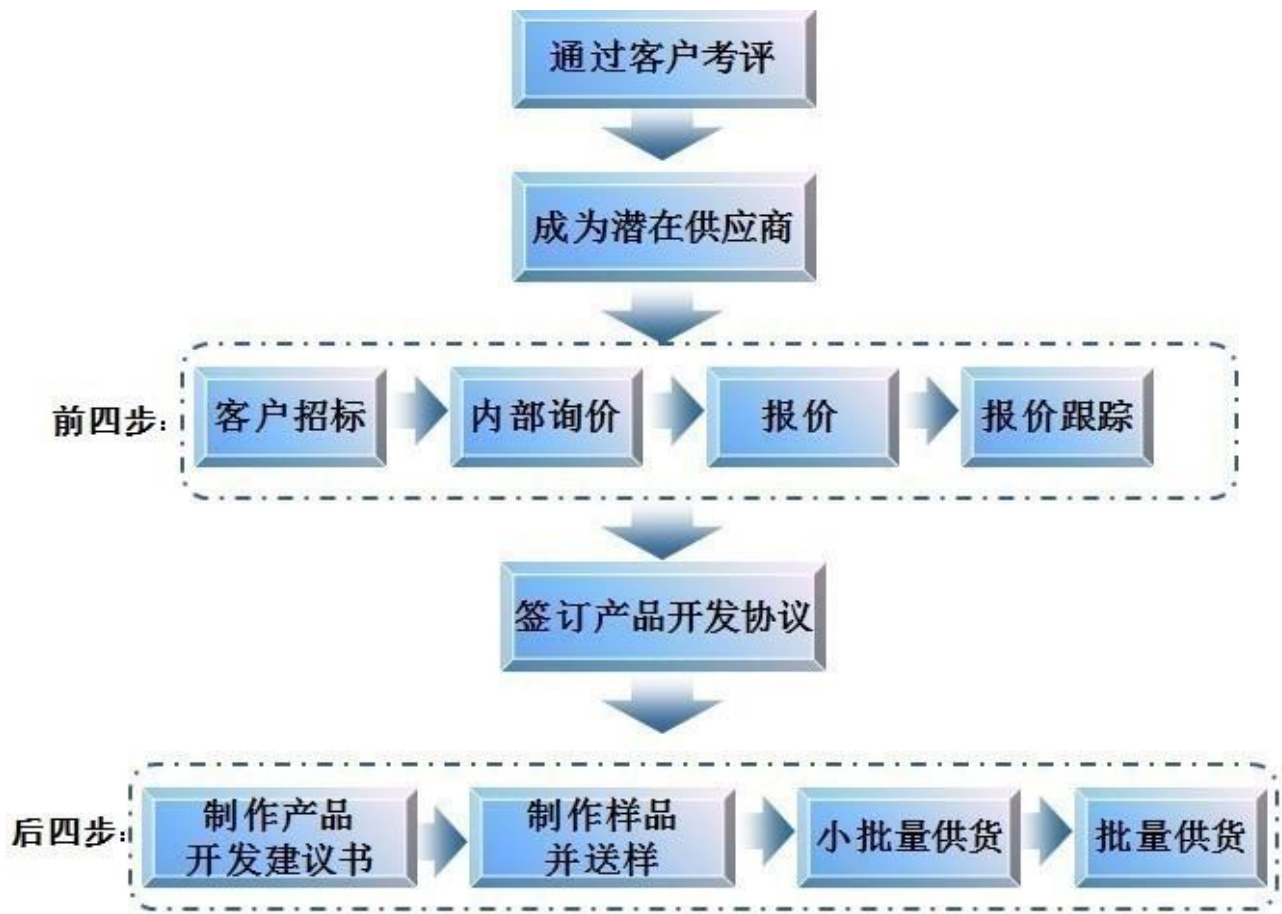 通过客户考评
成为潜在供应商
前四步:
客户招标
内部询价
报价
报价跟踪
签订产品开发协议
后四步:
制作产品
开发建议书
制作样品
并送样
小批量供货
批量供货